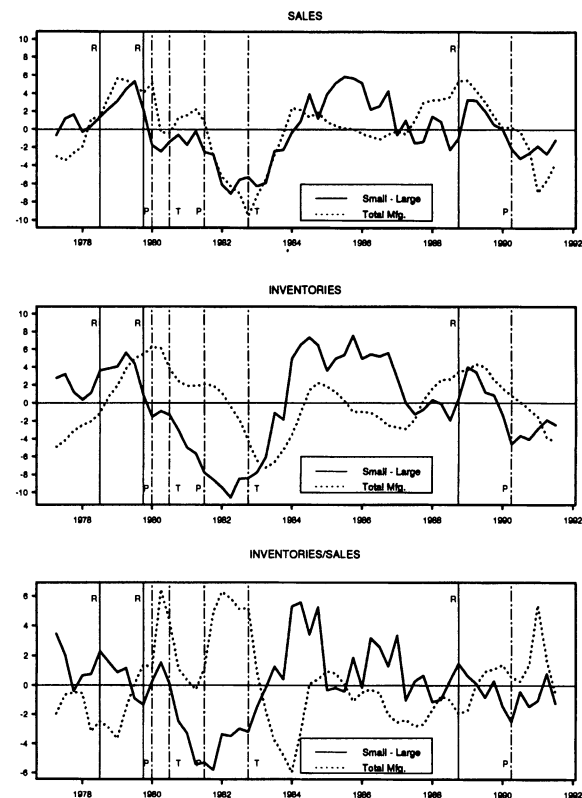 SALES
10
8
6
4
2
0
-2
-4
-6
-8
-10
R R R
P T P T P
Small - Large
Total Mfg.
1978 1980 1982 1984 1986 1988 1990 1992
INVENTORIES
10
8
6
4
2
0
-2
-4
-6
-8
-10
R R R
P T P T P
Small - Large
Total Mfg.
1978 1980 1982 1984 1986 1988 1990 1992
INVENTORIES/SALES
6
4
2
0
-2
-4
-6
R R R
P T P T P
Small - Large
Total Mfg.
1978 1980 1982 1984 1986 1988 1990 1992